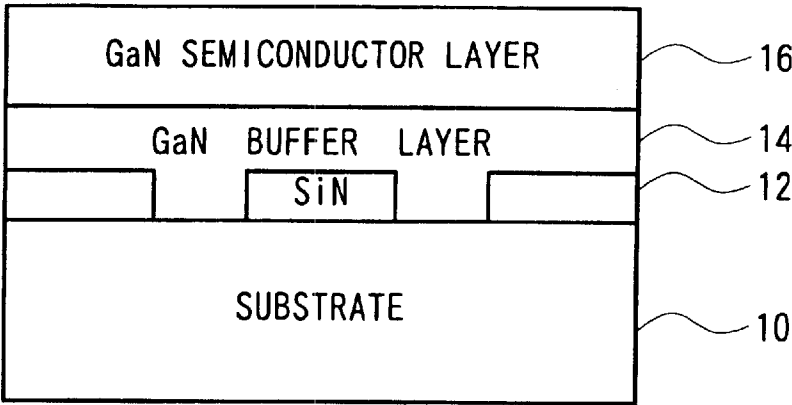 GaN SEMICONDUCTOR LAYER
16
GaN BUFFER LAYER
14
SiN
12
SUBSTRATE
10